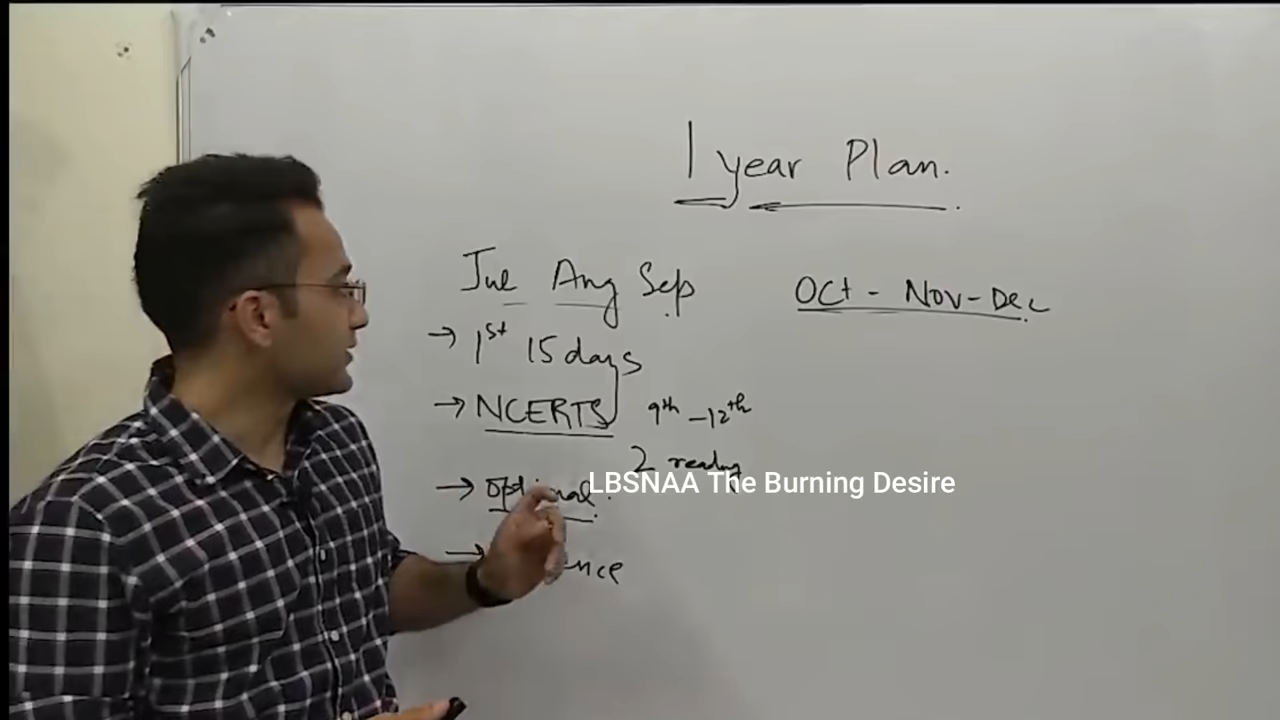 1 year Plan.
Jul Aug Sep
Oct - Nov - Dec
→ 1st 15 days
→ NCERTS 9th - 12th
2 reading
→ optional.
LBSNAA The Burning Desire
→